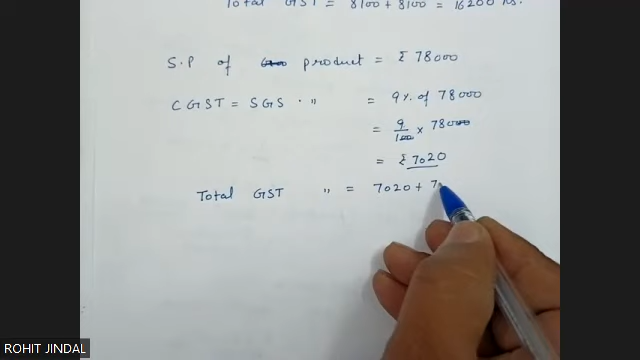 Total GST = 8100 + 8100 = 16200 Rs.
S.P of product = ₹ 78000
CGST = SGS " = 9% of 78000
= 9/100 × 78000
= ₹ 7020
Total GST " = 7020 + 7
ROHIT JINDAL